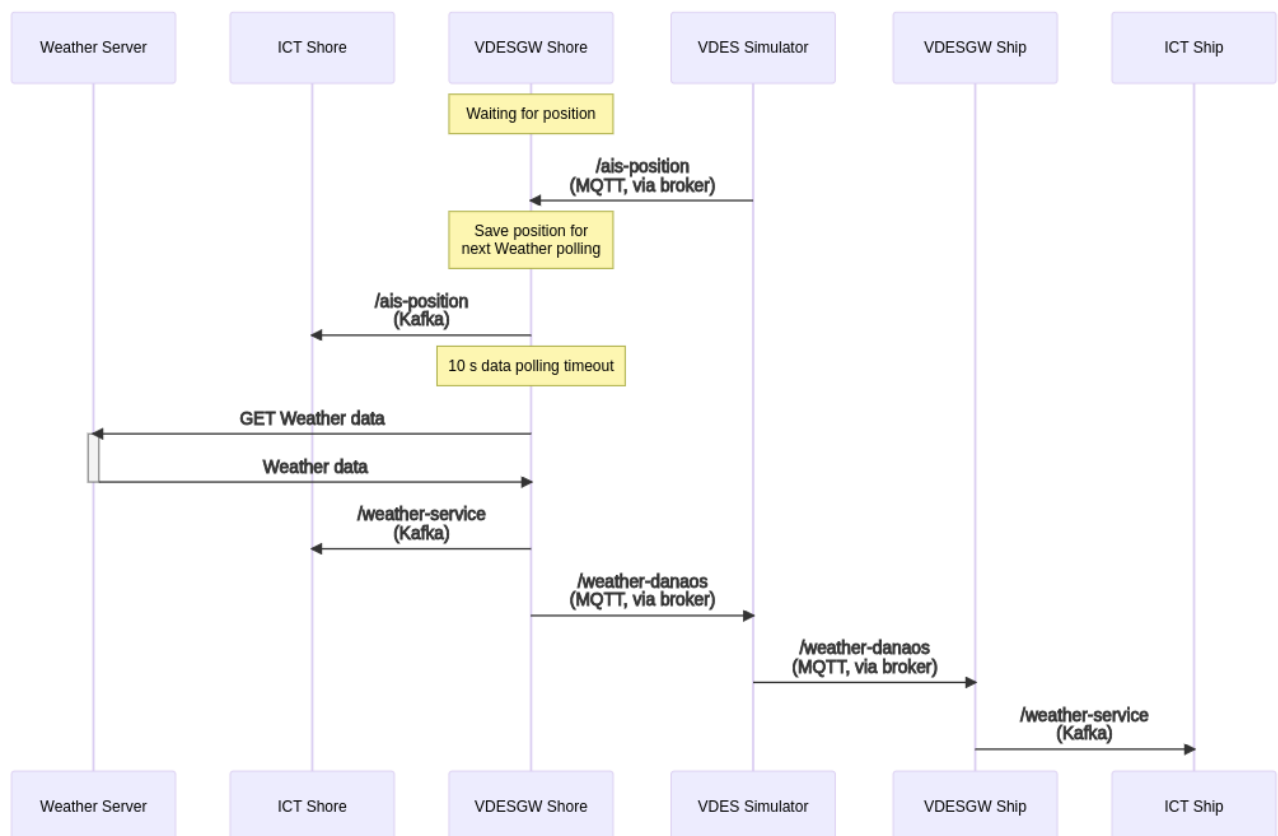 Weather Server
ICT Shore
VDESGW Shore
VDES Simulator
VDESGW Ship
ICT Ship
Waiting for position
/ais-position
(MQTT, via broker)
Save position for
next Weather polling
/ais-position
(Kafka)
10 s data polling timeout
GET Weather data
Weather data
/weather-service
(Kafka)
/weather-danaos
(MQTT, via broker)
/weather-danaos
(MQTT, via broker)
/weather-service
(Kafka)
Weather Server
ICT Shore
VDESGW Shore
VDES Simulator
VDESGW Ship
ICT Ship